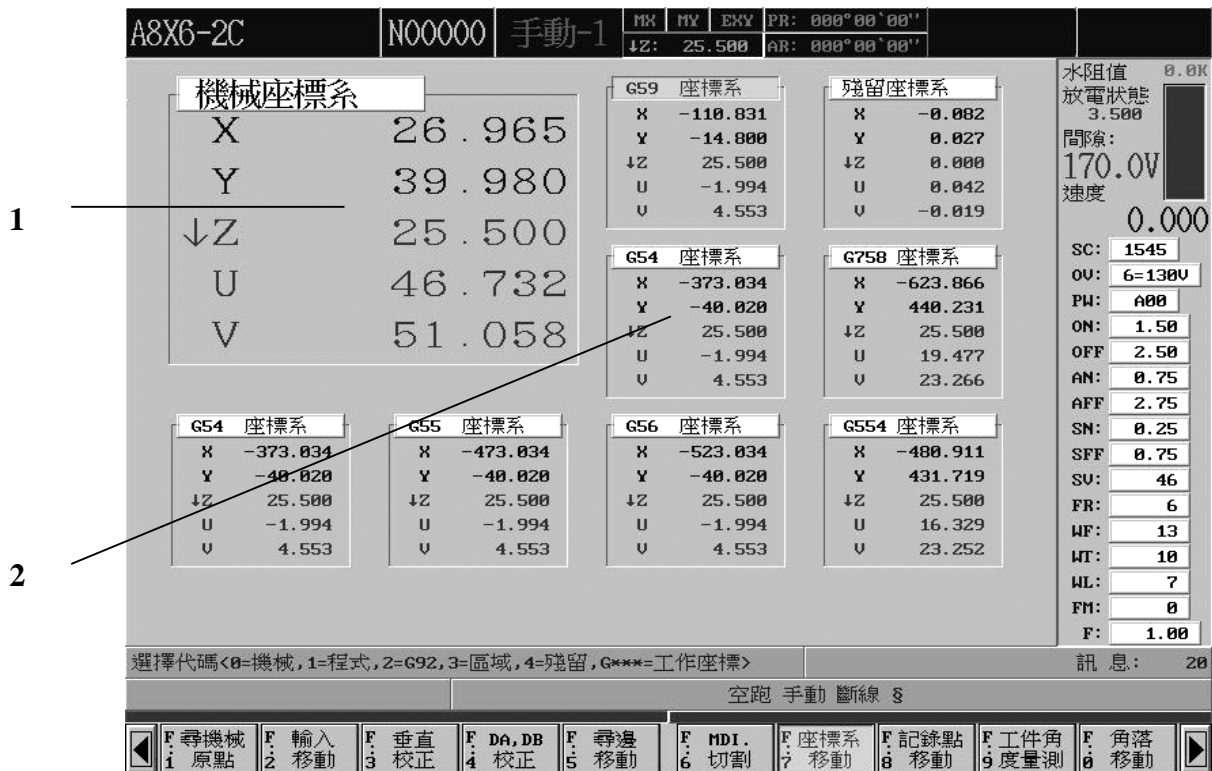 A8X6-2C
N00000
手動-1
MX MY EXY PR: 000°00'00''
↓Z: 25.500 AR: 000°00'00''
機械座標系
X 26.965
Y 39.980
↓Z 25.500
U 46.732
V 51.058
G59 座標系
X -110.831
Y -14.800
↓Z 25.500
U -1.994
V 4.553
殘留座標系
X -0.082
Y 0.027
↓Z 0.000
U 0.042
V -0.019
1
G54 座標系
X -373.034
Y -40.020
↓Z 25.500
U -1.994
V 4.553
G758 座標系
X -623.866
Y 440.231
↓Z 25.500
U 19.477
V 23.266
G54 座標系
X -373.034
Y -40.020
↓Z 25.500
U -1.994
V 4.553
G55 座標系
X -473.034
Y -40.020
↓Z 25.500
U -1.994
V 4.553
G56 座標系
X -523.034
Y -40.020
↓Z 25.500
U -1.994
V 4.553
G554 座標系
X -480.911
Y 431.719
↓Z 25.500
U 16.329
V 23.252
2
水阻值 0.0K
放電狀態
3.500
間隙:
170.0V
速度
0.000
SC: 1545
OV: 6=130V
PW: A00
ON: 1.50
OFF 2.50
AN: 0.75
AFF 2.75
SN: 0.25
SFF 0.75
SV: 46
FR: 6
WF: 13
WT: 10
WL: 7
FM: 0
F: 1.00
選擇代碼<0=機械,1=程式,2=G92,3=區域,4=殘留,G***=工作座標>
訊 息: 20
空跑 手動 斷線 §
F1 尋機械原點
F2 輸入移動
F3 垂直校正
F4 DA,DB校正
F5 尋邊移動
F6 MDI.切割
F7 座標系移動
F8 記錄點移動
F9 工件角度量測
F0 角落移動